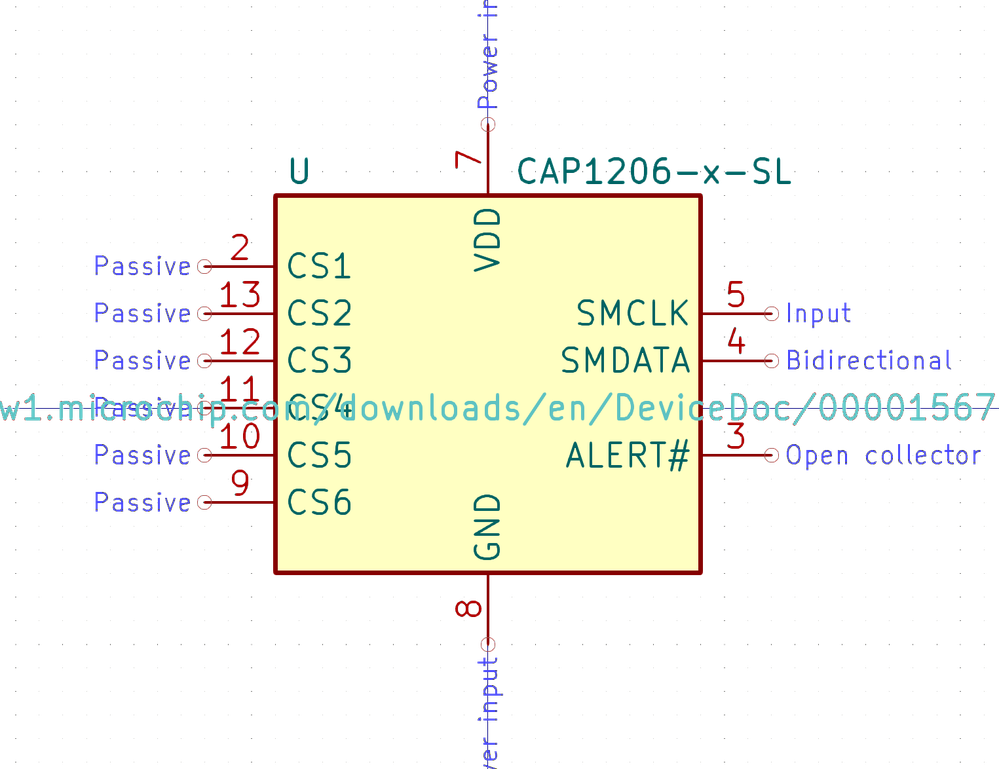 Power in
7
U
CAP1206-x-SL
VDD
Passive 2 CS1
Passive 13 CS2
SMCLK 5 Input
Passive 12 CS3
SMDATA 4 Bidirectional
Passive 11 CS4
w1.microchip.com/downloads/en/DeviceDoc/00001567
Passive 10 CS5
ALERT# 3 Open collector
Passive 9 CS6
GND
8
wer input